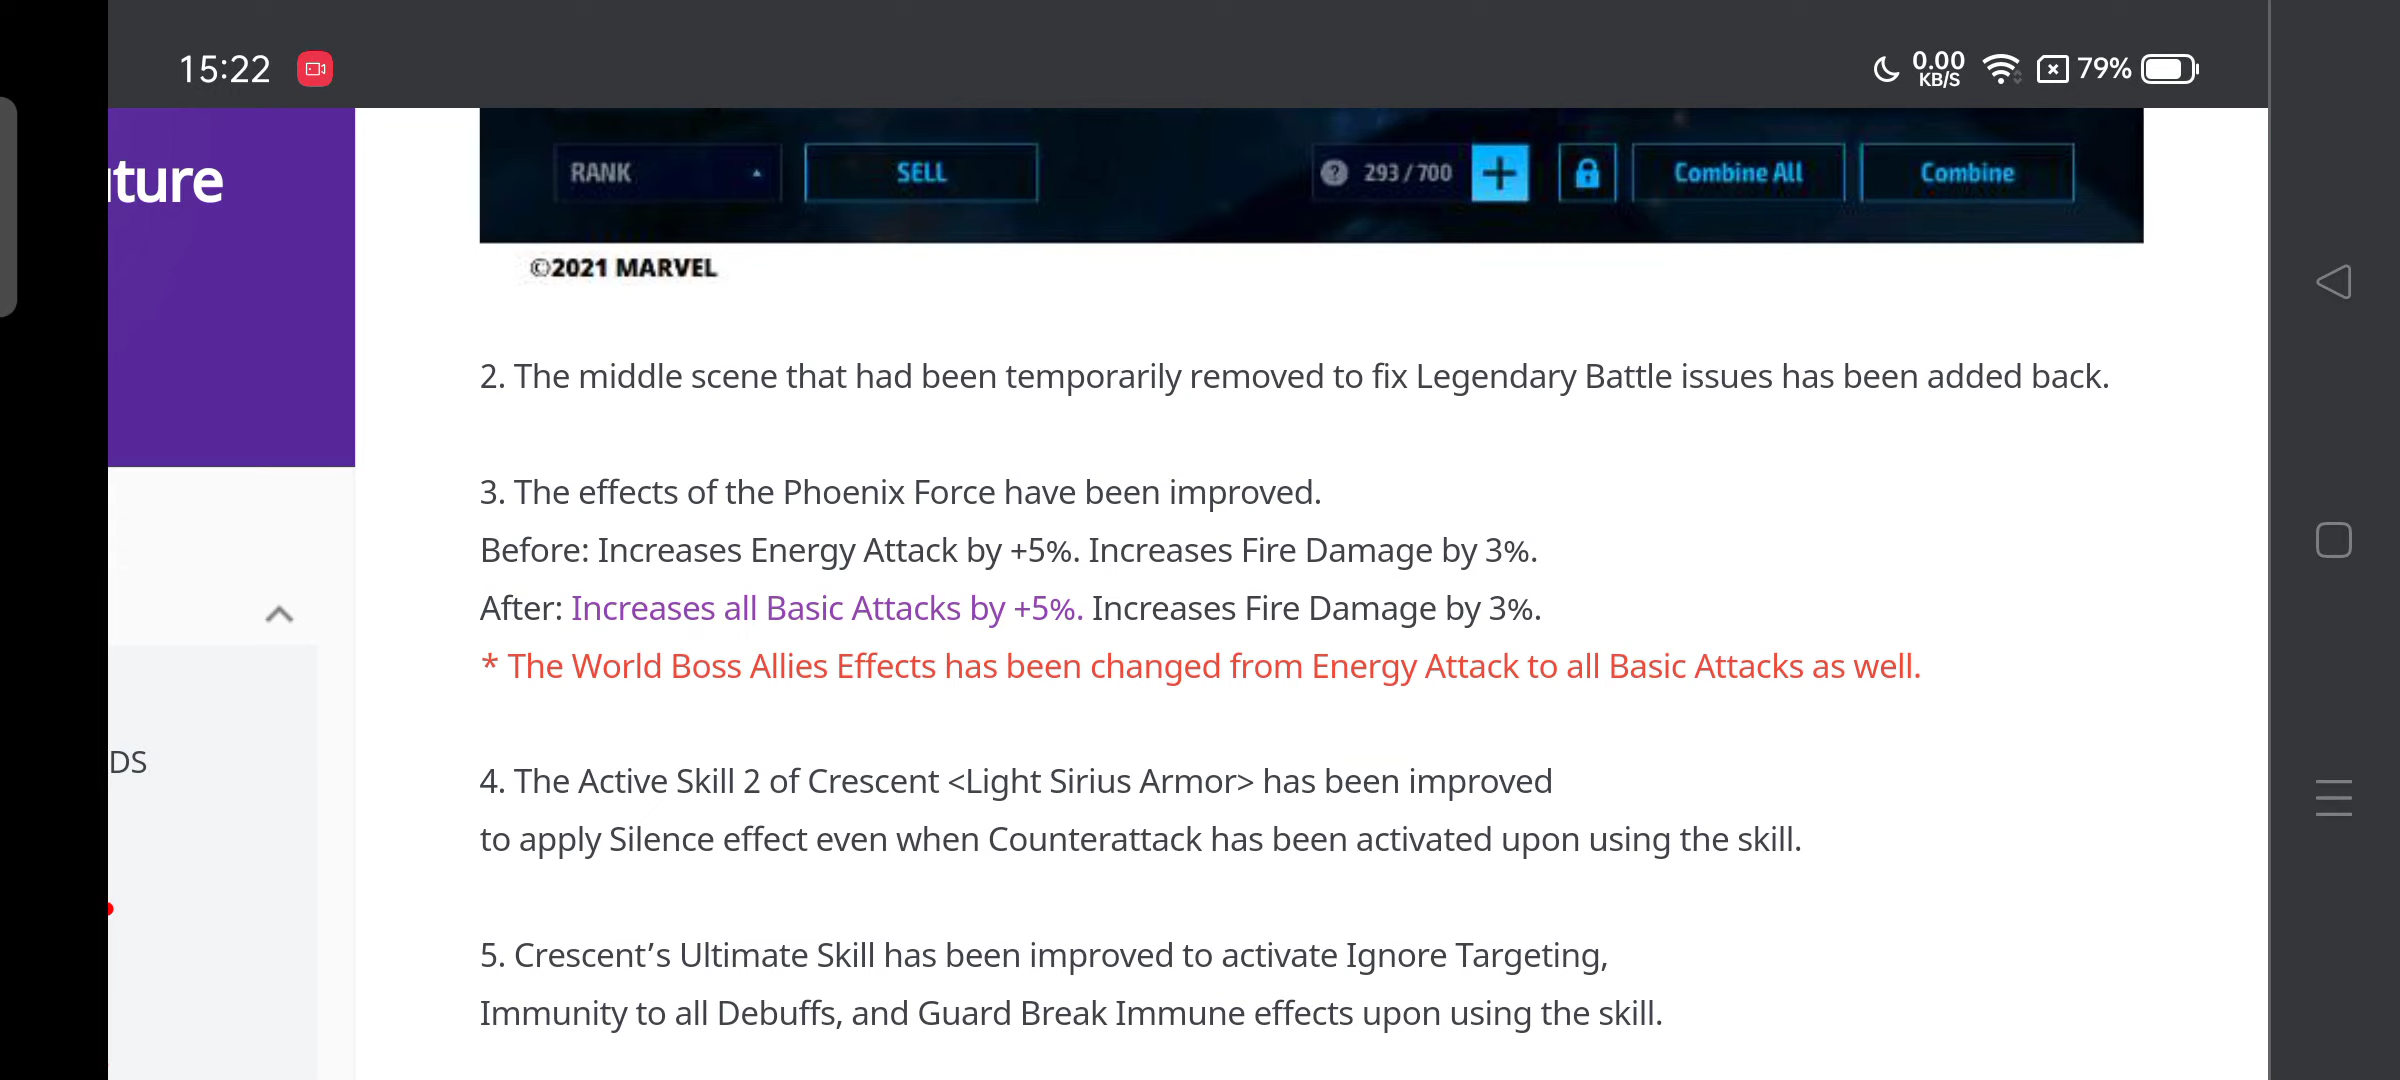 15:22
0.00
KB/S
79%
ture
RANK
SELL
293 / 700
Combine All
Combine
©2021 MARVEL
2. The middle scene that had been temporarily removed to fix Legendary Battle issues has been added back.
3. The effects of the Phoenix Force have been improved.
Before: Increases Energy Attack by +5%. Increases Fire Damage by 3%.
After: Increases all Basic Attacks by +5%. Increases Fire Damage by 3%.
* The World Boss Allies Effects has been changed from Energy Attack to all Basic Attacks as well.
DS
4. The Active Skill 2 of Crescent <Light Sirius Armor> has been improved
to apply Silence effect even when Counterattack has been activated upon using the skill.
5. Crescent’s Ultimate Skill has been improved to activate Ignore Targeting,
Immunity to all Debuffs, and Guard Break Immune effects upon using the skill.